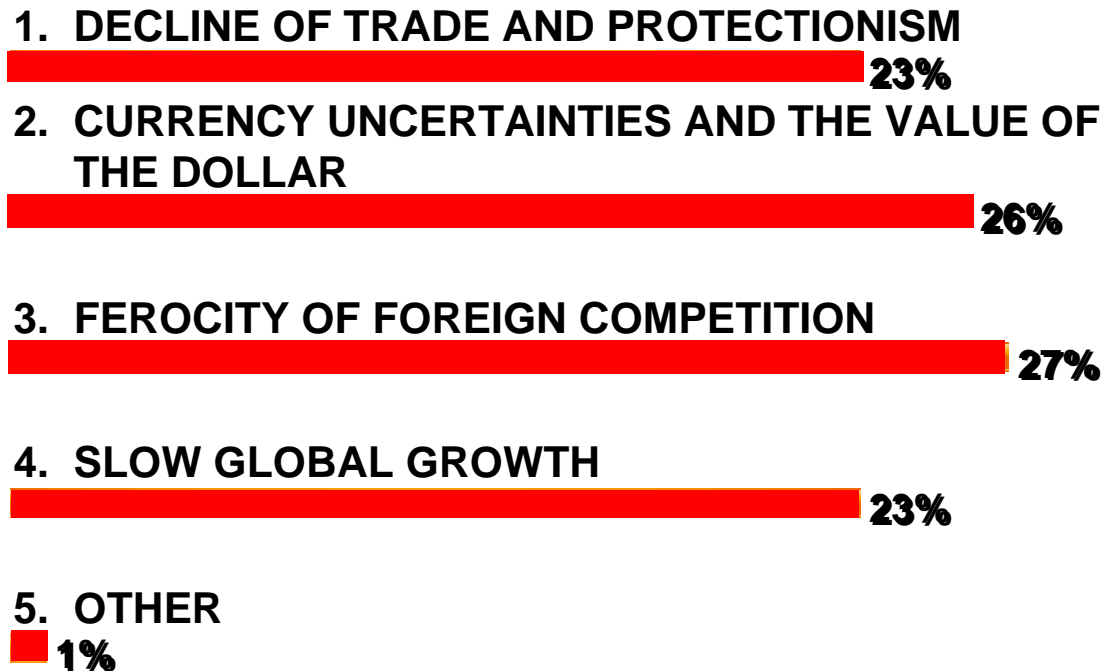 1. DECLINE OF TRADE AND PROTECTIONISM
23%
2. CURRENCY UNCERTAINTIES AND THE VALUE OF
THE DOLLAR
26%
3. FEROCITY OF FOREIGN COMPETITION
27%
4. SLOW GLOBAL GROWTH
23%
5. OTHER
1%